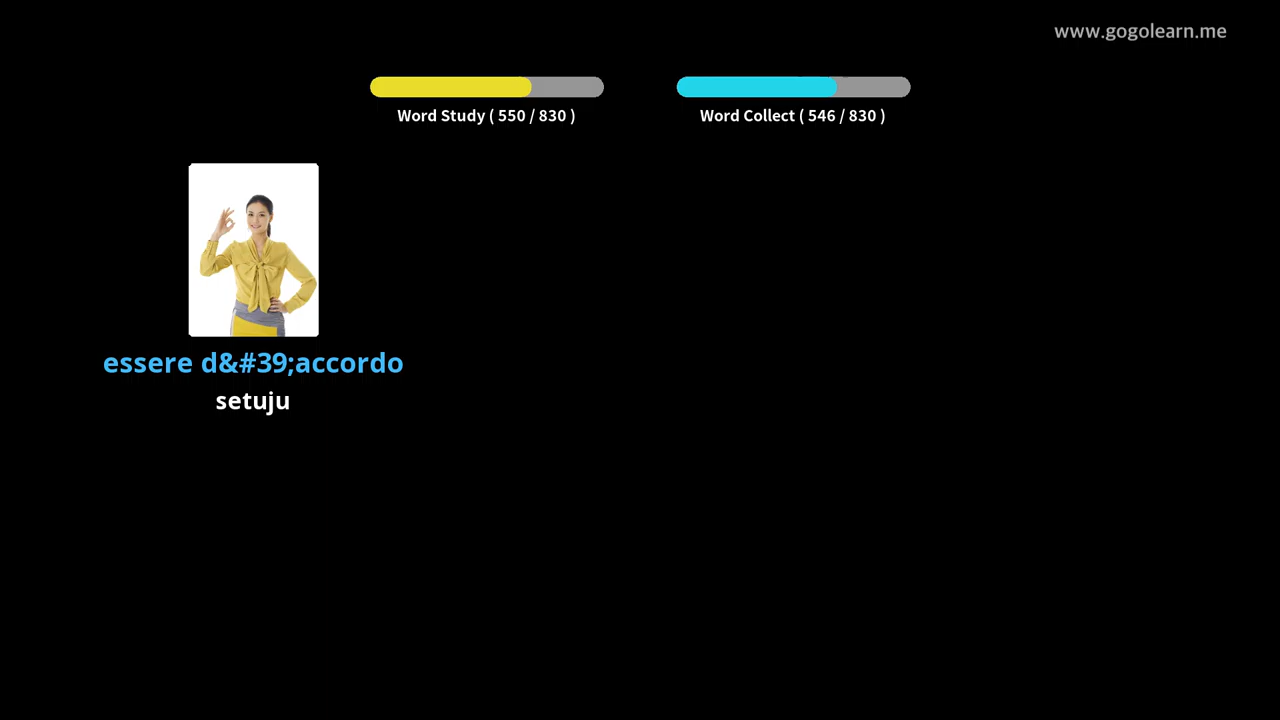 www.gogolearn.me
Word Study ( 550 / 830 )
Word Collect ( 546 / 830 )
essere d&#39;accordo
setuju